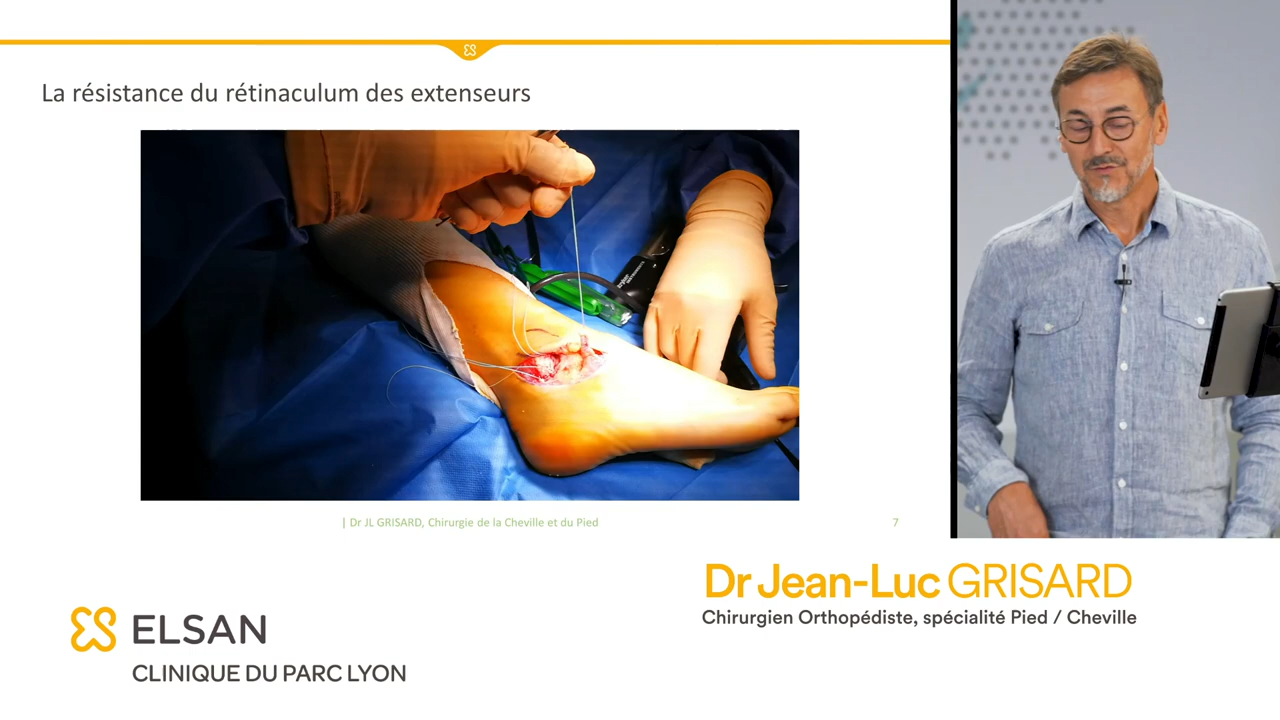 La résistance du rétinaculum des extenseurs
| Dr JL GRISARD, Chirurgie de la Cheville et du Pied
7
Dr Jean-Luc GRISARD
Chirurgien Orthopédiste, spécialité Pied / Cheville
ELSAN
CLINIQUE DU PARC LYON